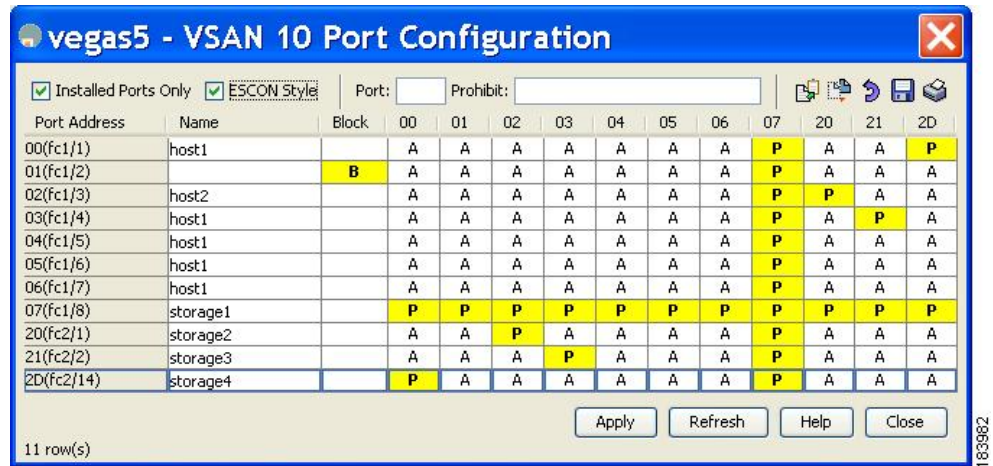 vegas5 - VSAN 10 Port Configuration
Installed Ports Only ESCON Style Port: Prohibit:
Port Address Name Block 00 01 02 03 04 05 06 07 20 21 2D
00(fc1/1) host1 A A A A A A A P A A P
01(fc1/2) B A A A A A A A P A A A
02(fc1/3) host2 A A A A A A A P P A A
03(fc1/4) host1 A A A A A A A P A P A
04(fc1/5) host1 A A A A A A A P A A A
05(fc1/6) host1 A A A A A A A P A A A
06(fc1/7) host1 A A A A A A A P A A A
07(fc1/8) storage1 P P P P P P P P P P P
20(fc2/1) storage2 A A P A A A A P A A A
21(fc2/2) storage3 A A A P A A A P A A A
2D(fc2/14) storage4 P A A A A A A P A A A
Apply Refresh Help Close
11 row(s)
183982